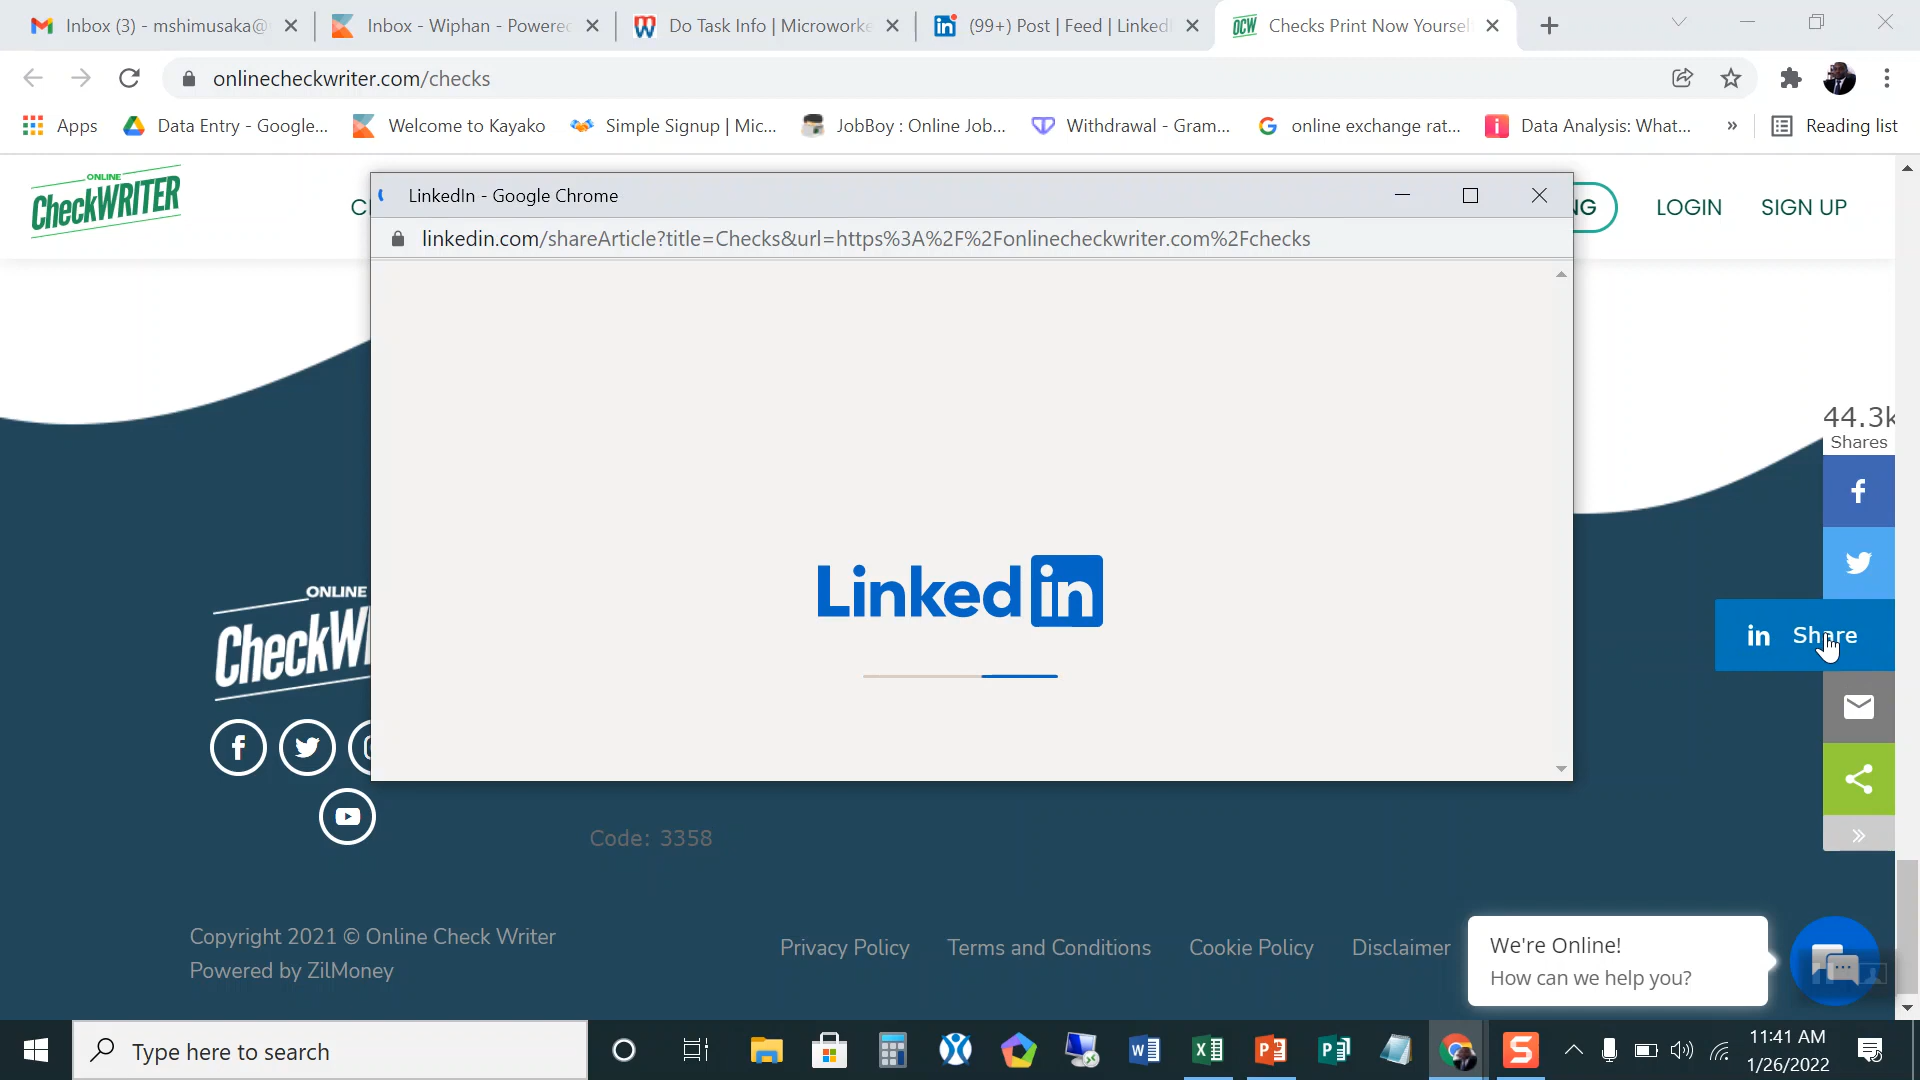 Inbox (3) - mshimusaka@
Inbox - Wiphan - Powered
Do Task Info | Microworke
(99+) Post | Feed | LinkedI
Checks Print Now Yoursel
onlinecheckwriter.com/checks
Apps
Data Entry - Google...
Welcome to Kayako
Simple Signup | Mic...
JobBoy : Online Job...
Withdrawal - Gram...
online exchange rat...
Data Analysis: What...
»
Reading list
ONLINE
CheckWRITER
NG
LOGIN
SIGN UP
LinkedIn - Google Chrome
linkedin.com/shareArticle?title=Checks&url=https%3A%2F%2Fonlinecheckwriter.com%2Fchecks
44.3k
Shares
LinkedIn
in Share
ONLINE
CheckW
Code: 3358
Copyright 2021 © Online Check Writer
Powered by ZilMoney
Privacy Policy
Terms and Conditions
Cookie Policy
Disclaimer
We're Online!
How can we help you?
Type here to search
11:41 AM
1/26/2022